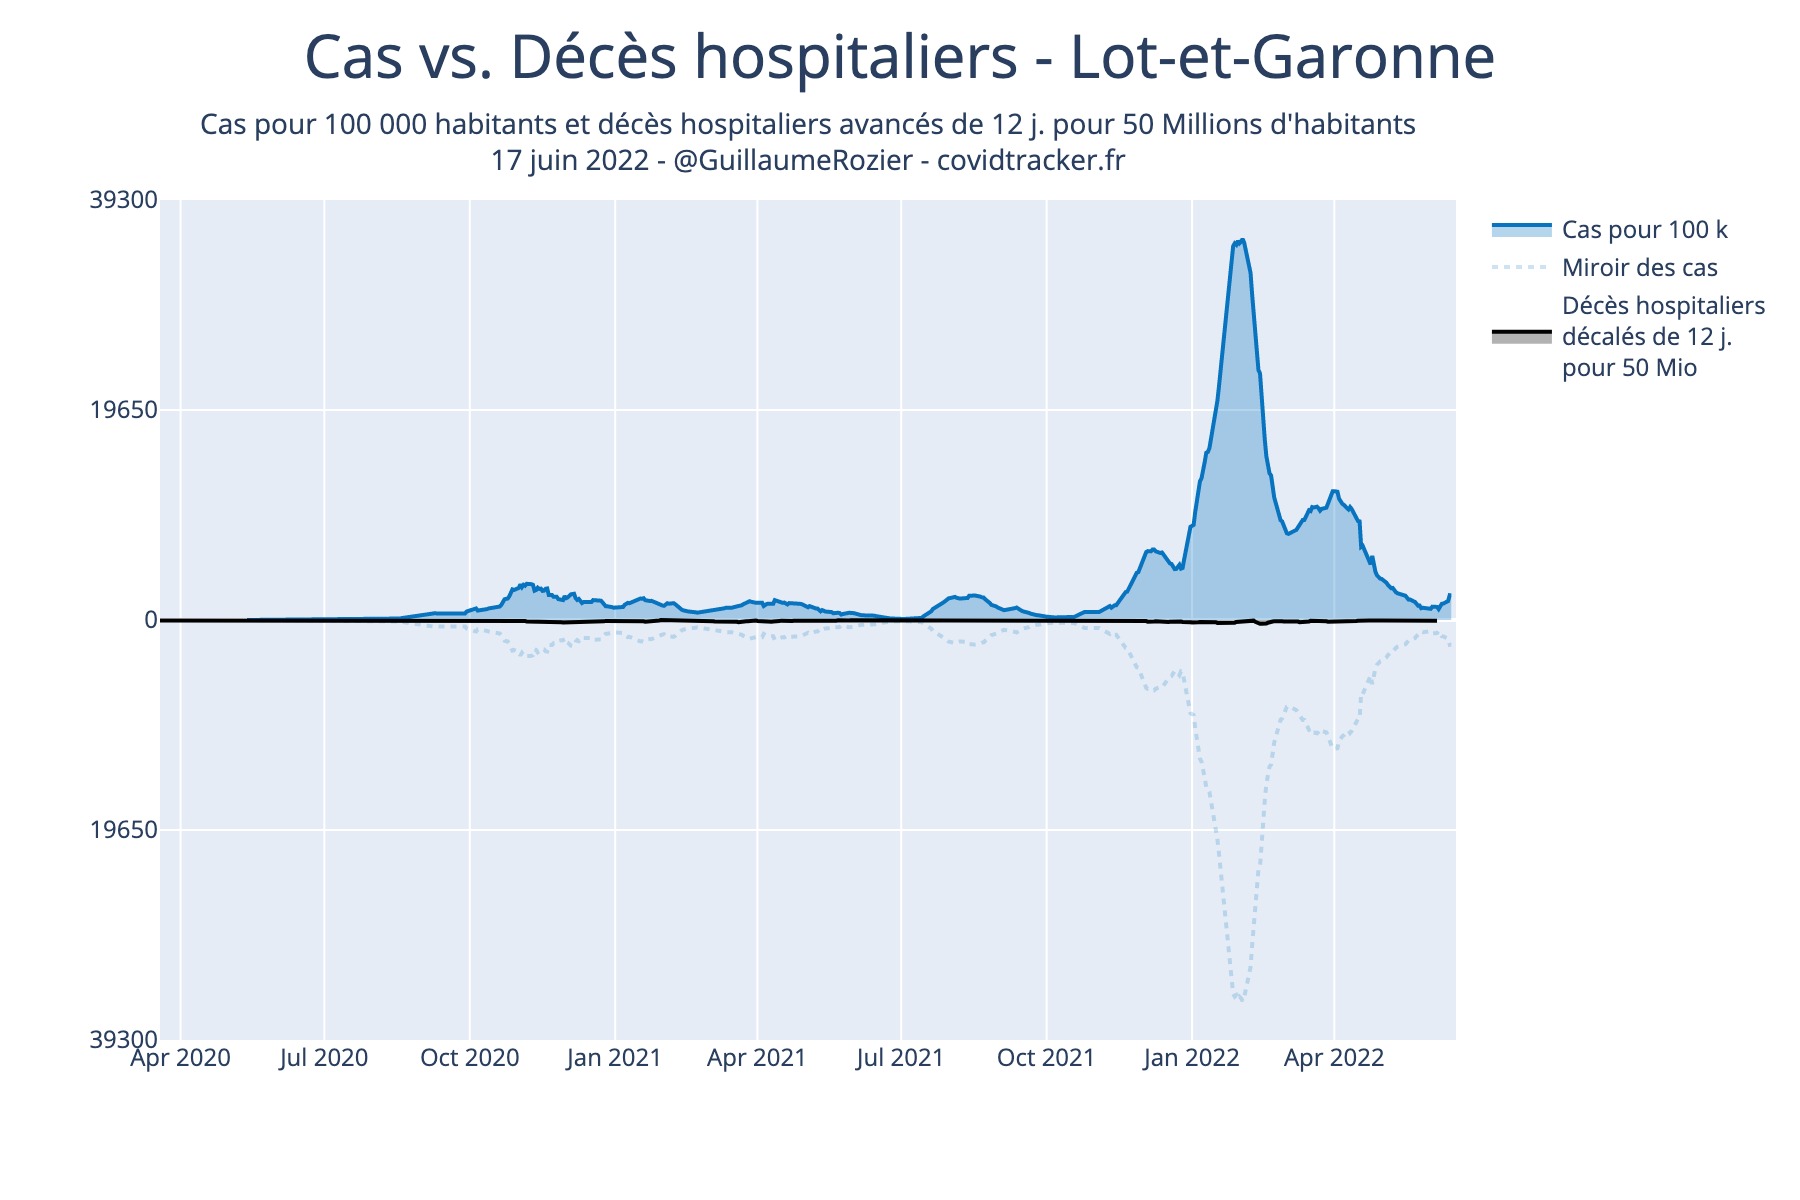 Cas vs. Décès hospitaliers - Lot-et-Garonne
Cas pour 100 000 habitants et décès hospitaliers avancés de 12 j. pour 50 Millions d'habitants
17 juin 2022 - @GuillaumeRozier - covidtracker.fr
39300
19650
0
19650
39300
Apr 2020
Jul 2020
Oct 2020
Jan 2021
Apr 2021
Jul 2021
Oct 2021
Jan 2022
Apr 2022
Cas pour 100 k
Miroir des cas
Décès hospitaliers
décalés de 12 j.
pour 50 Mio